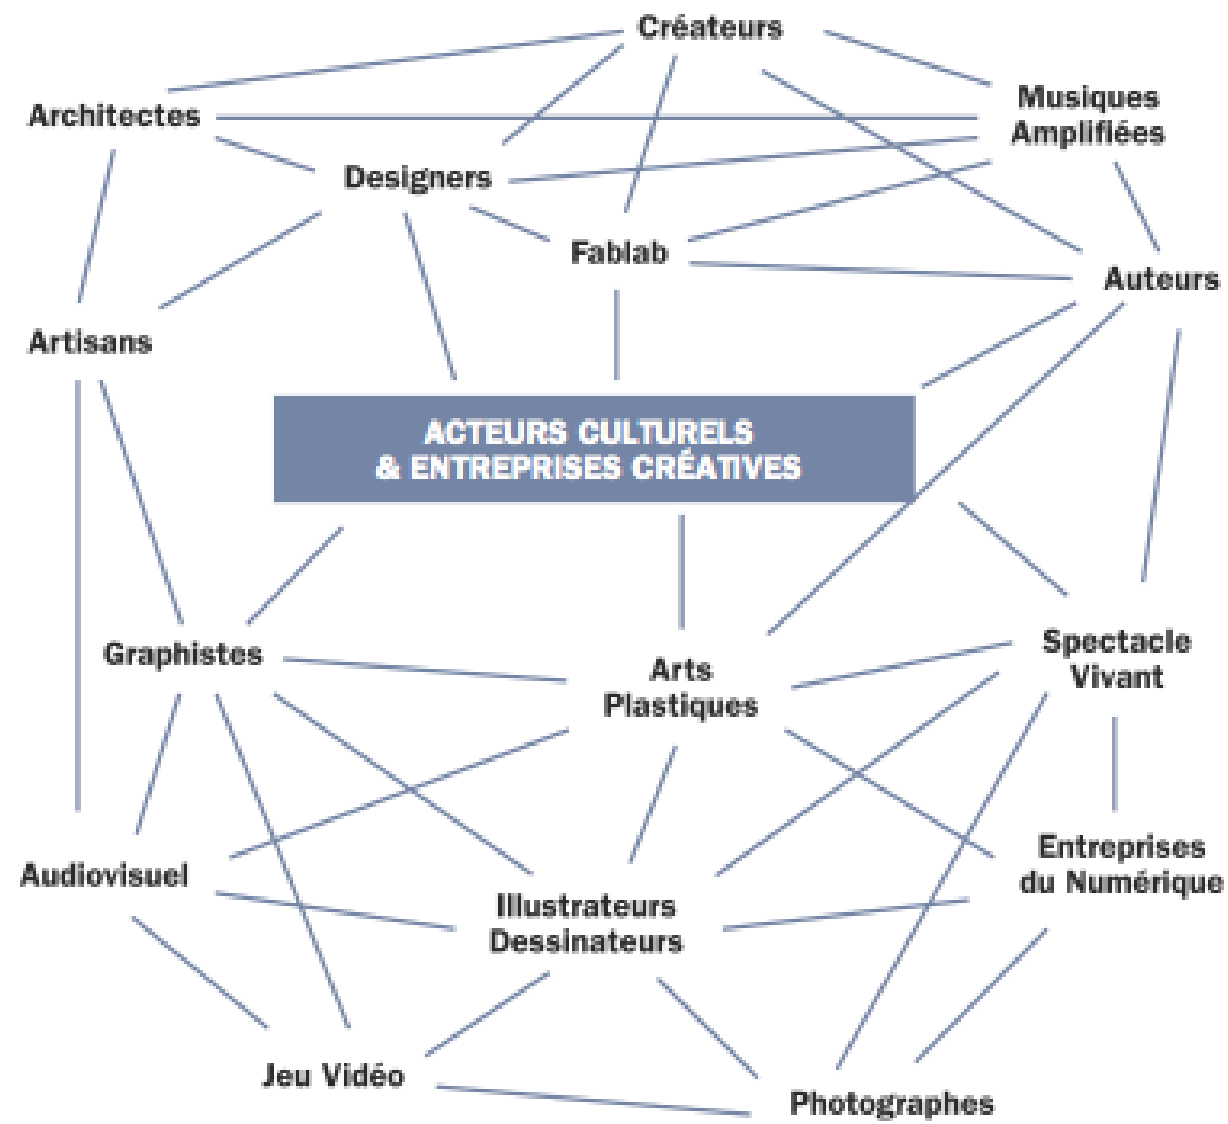 Créateurs
Architectes
Musiques
Amplifiées
Designers
Fablab
Auteurs
Artisans
ACTEURS CULTURELS
& ENTREPRISES CRÉATIVES
Graphistes
Arts
Plastiques
Spectacle
Vivant
Audiovisuel
Illustrateurs
Dessinateurs
Entreprises
du Numérique
Jeu Vidéo
Photographes